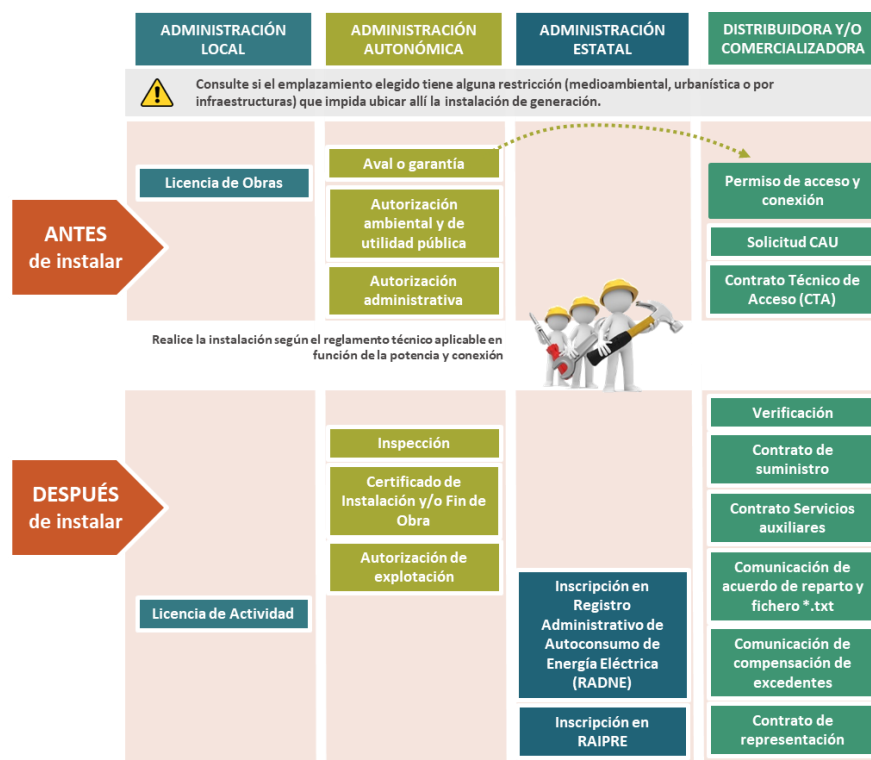 ADMINISTRACIÓN
LOCAL
ADMINISTRACIÓN
AUTONÓMICA
ADMINISTRACIÓN
ESTATAL
DISTRIBUIDORA Y/O
COMERCIALIZADORA
Consulte si el emplazamiento elegido tiene alguna restricción (medioambiental, urbanística o por
infraestructuras) que impida ubicar allí la instalación de generación.
ANTES
de instalar
Licencia de Obras
Aval o garantía
Autorización
ambiental y de
utilidad pública
Autorización
administrativa
Permiso de acceso y
conexión
Solicitud CAU
Contrato Técnico de
Acceso (CTA)
Realice la instalación según el reglamento técnico aplicable en
función de la potencia y conexión
DESPUÉS
de instalar
Licencia de Actividad
Inspección
Certificado de
Instalación y/o Fin de
Obra
Autorización de
explotación
Inscripción en
Registro
Administrativo de
Autoconsumo de
Energía Eléctrica
(RADNE)
Inscripción en
RAIPRE
Verificación
Contrato de
suministro
Contrato Servicios
auxiliares
Comunicación de
acuerdo de reparto y
fichero *.txt
Comunicación de
compensación de
excedentes
Contrato de
representación